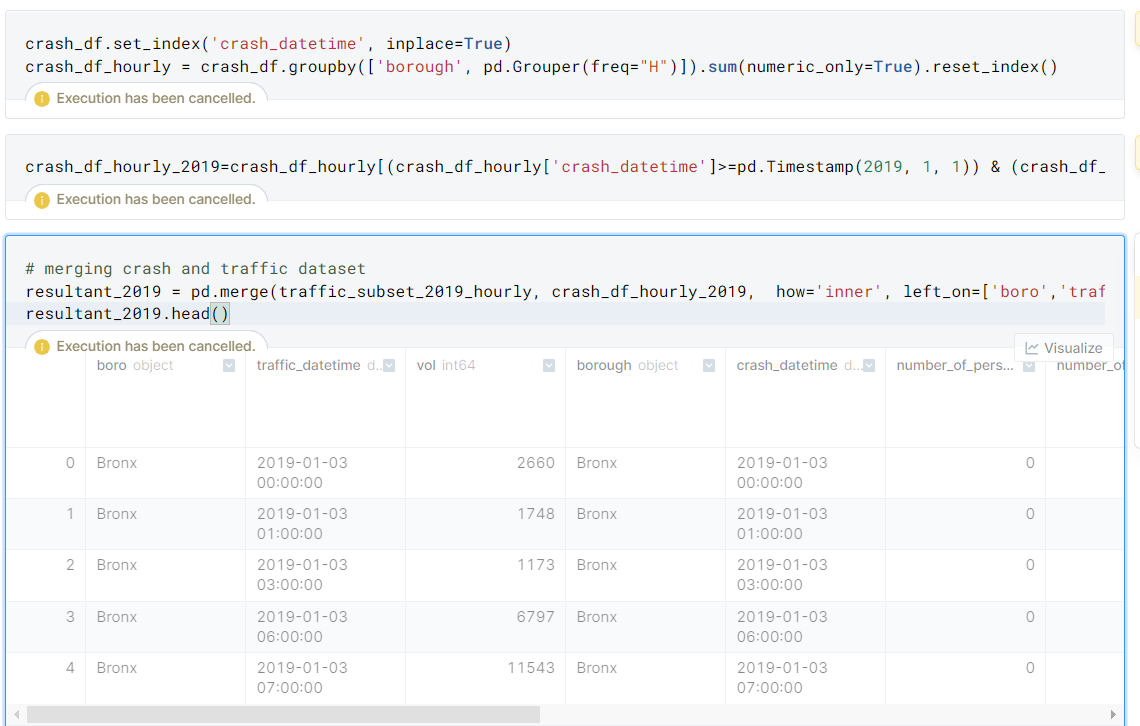 crash_df.set_index('crash_datetime', inplace=True)
crash_df_hourly = crash_df.groupby(['borough', pd.Grouper(freq="H")]).sum(numeric_only=True).reset_index()
Execution has been cancelled.
crash_df_hourly_2019=crash_df_hourly[(crash_df_hourly['crash_datetime']>=pd.Timestamp(2019, 1, 1)) & (crash_df_
Execution has been cancelled.
# merging crash and traffic dataset
resultant_2019 = pd.merge(traffic_subset_2019_hourly, crash_df_hourly_2019,  how='inner', left_on=['boro','traf
resultant_2019.head()
Execution has been cancelled.
Visualize
boro object traffic_datetime d... vol int64 borough object crash_datetime d... number_of_pers... number_of
0 Bronx 2019-01-03 00:00:00 2660 Bronx 2019-01-03 00:00:00 0
1 Bronx 2019-01-03 01:00:00 1748 Bronx 2019-01-03 01:00:00 0
2 Bronx 2019-01-03 03:00:00 1173 Bronx 2019-01-03 03:00:00 0
3 Bronx 2019-01-03 06:00:00 6797 Bronx 2019-01-03 06:00:00 0
4 Bronx 2019-01-03 07:00:00 11543 Bronx 2019-01-03 07:00:00 0